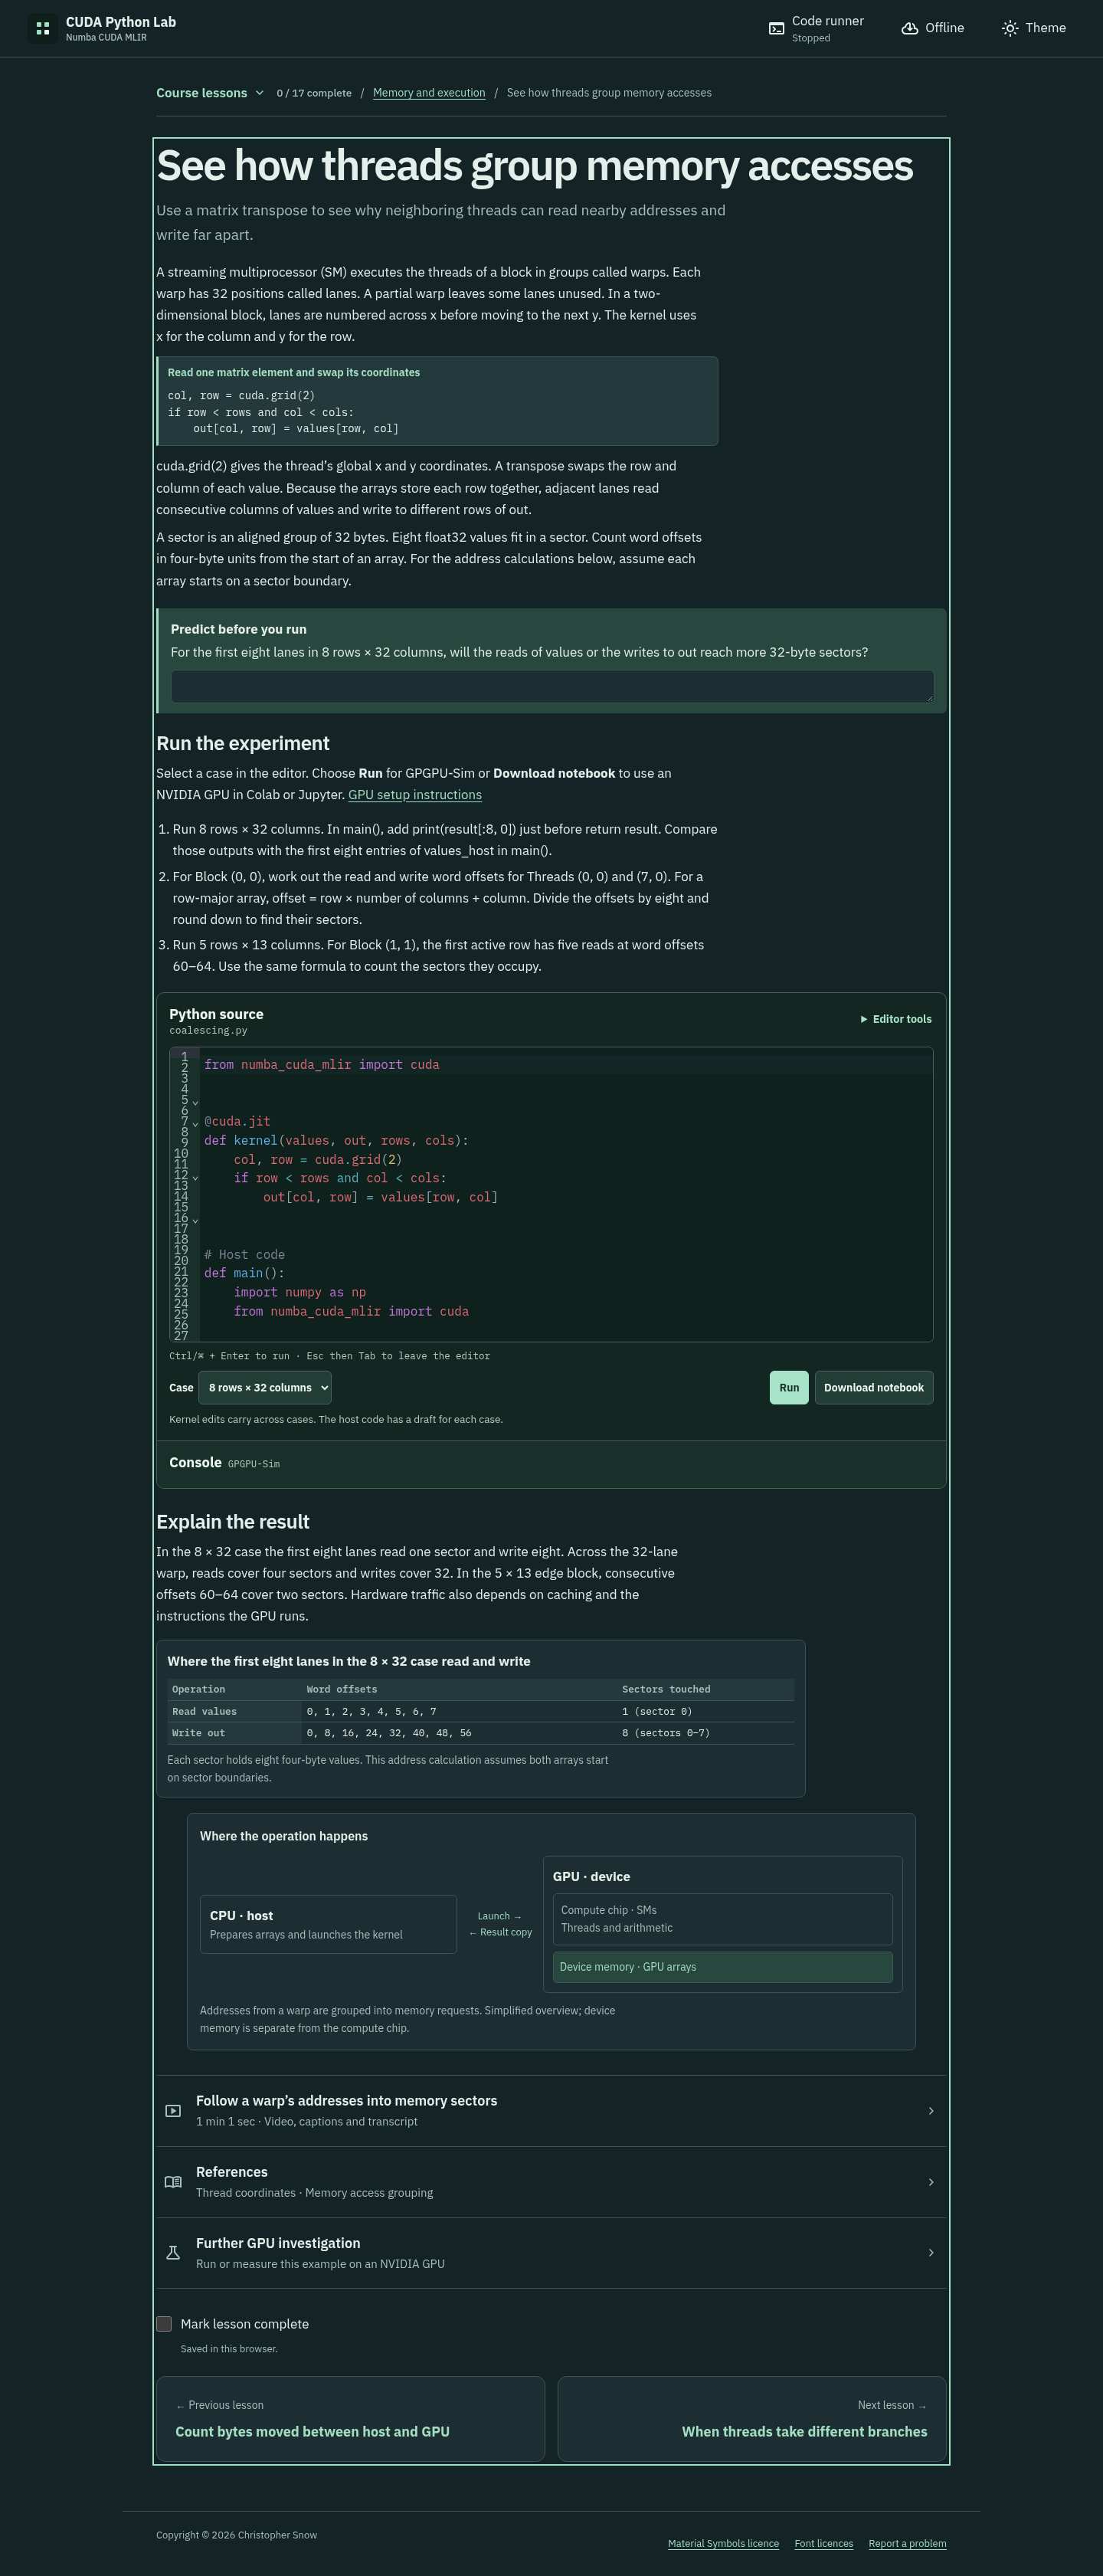 CUDA Python Lab
Numba CUDA MLIR
Code runner
Stopped
Offline
Theme
Course lessons
0 / 17 complete / Memory and execution / See how threads group memory accesses
See how threads group memory accesses
Use a matrix transpose to see why neighboring threads can read nearby addresses and
write far apart.
A streaming multiprocessor (SM) executes the threads of a block in groups called warps. Each
warp has 32 positions called lanes. A partial warp leaves some lanes unused. In a two-
dimensional block, lanes are numbered across x before moving to the next y. The kernel uses
x for the column and y for the row.
Read one matrix element and swap its coordinates
col, row = cuda.grid(2)
if row < rows and col < cols:
    out[col, row] = values[row, col]
cuda.grid(2) gives the thread’s global x and y coordinates. A transpose swaps the row and
column of each value. Because the arrays store each row together, adjacent lanes read
consecutive columns of values and write to different rows of out.
A sector is an aligned group of 32 bytes. Eight float32 values fit in a sector. Count word offsets
in four-byte units from the start of an array. For the address calculations below, assume each
array starts on a sector boundary.
Predict before you run
For the first eight lanes in 8 rows × 32 columns, will the reads of values or the writes to out reach more 32-byte sectors?
Run the experiment
Select a case in the editor. Choose Run for GPGPU-Sim or Download notebook to use an
NVIDIA GPU in Colab or Jupyter. GPU setup instructions
1. Run 8 rows × 32 columns. In main(), add print(result[:8, 0]) just before return result. Compare
those outputs with the first eight entries of values_host in main().
2. For Block (0, 0), work out the read and write word offsets for Threads (0, 0) and (7, 0). For a
row-major array, offset = row × number of columns + column. Divide the offsets by eight and
round down to find their sectors.
3. Run 5 rows × 13 columns. For Block (1, 1), the first active row has five reads at word offsets
60–64. Use the same formula to count the sectors they occupy.
Python source
coalescing.py
▶ Editor tools
1
2
3
4
5
6
7
8
9
10
11
12
13
14
15
16
17
18
19
20
21
22
23
24
25
26
27
from numba_cuda_mlir import cuda
@cuda.jit
def kernel(values, out, rows, cols):
    col, row = cuda.grid(2)
    if row < rows and col < cols:
        out[col, row] = values[row, col]
# Host code
def main():
    import numpy as np
    from numba_cuda_mlir import cuda
Ctrl/⌘ + Enter to run · Esc then Tab to leave the editor
Case 8 rows × 32 columns
Run
Download notebook
Kernel edits carry across cases. The host code has a draft for each case.
Console GPGPU-Sim
Explain the result
In the 8 × 32 case the first eight lanes read one sector and write eight. Across the 32-lane
warp, reads cover four sectors and writes cover 32. In the 5 × 13 edge block, consecutive
offsets 60–64 cover two sectors. Hardware traffic also depends on caching and the
instructions the GPU runs.
Where the first eight lanes in the 8 × 32 case read and write
Operation Word offsets Sectors touched
Read values 0, 1, 2, 3, 4, 5, 6, 7 1 (sector 0)
Write out 0, 8, 16, 24, 32, 40, 48, 56 8 (sectors 0–7)
Each sector holds eight four-byte values. This address calculation assumes both arrays start
on sector boundaries.
Where the operation happens
CPU · host
Prepares arrays and launches the kernel
Launch →
← Result copy
GPU · device
Compute chip · SMs
Threads and arithmetic
Device memory · GPU arrays
Addresses from a warp are grouped into memory requests. Simplified overview; device
memory is separate from the compute chip.
Follow a warp’s addresses into memory sectors
1 min 1 sec · Video, captions and transcript
References
Thread coordinates · Memory access grouping
Further GPU investigation
Run or measure this example on an NVIDIA GPU
Mark lesson complete
Saved in this browser.
← Previous lesson
Count bytes moved between host and GPU
Next lesson →
When threads take different branches
Copyright © 2026 Christopher Snow
Material Symbols licence
Font licences
Report a problem